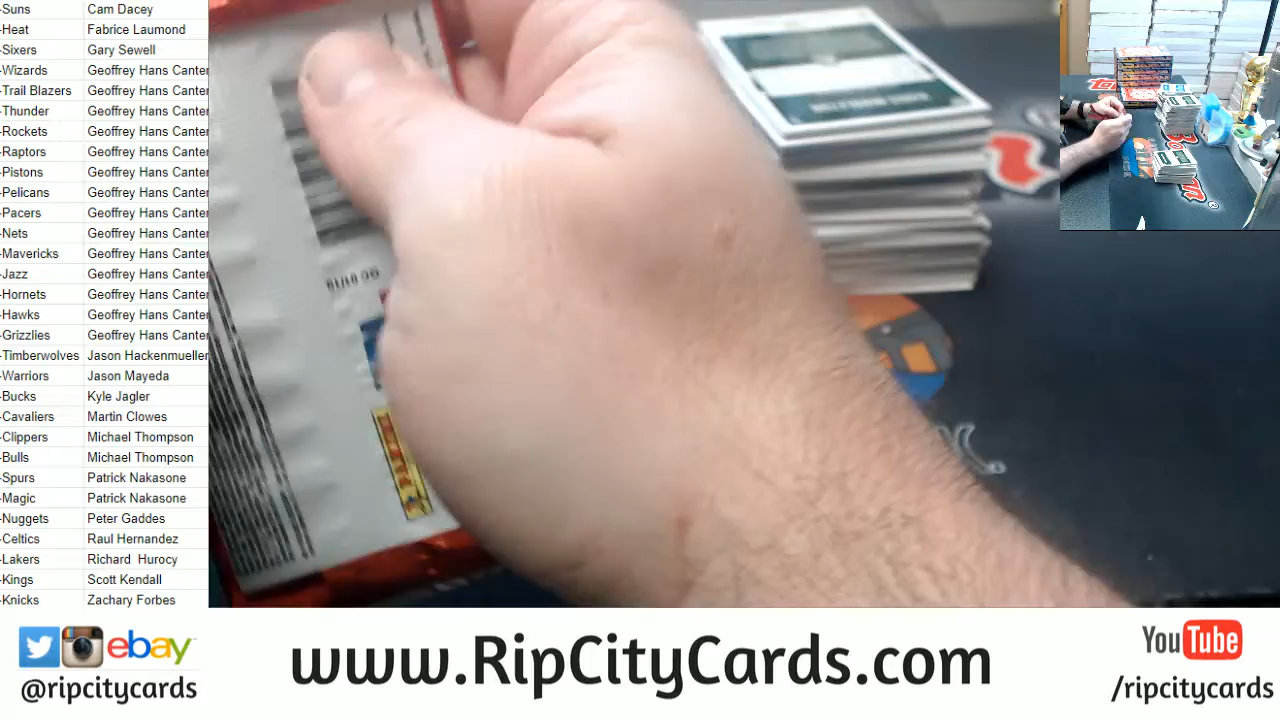 -Suns Cam Dacey
-Heat Fabrice Laumond
-Sixers Gary Sewell
-Wizards Geoffrey Hans Canter
-Trail Blazers Geoffrey Hans Canter
-Thunder Geoffrey Hans Canter
-Rockets Geoffrey Hans Canter
-Raptors Geoffrey Hans Canter
-Pistons Geoffrey Hans Canter
-Pelicans Geoffrey Hans Canter
-Pacers Geoffrey Hans Canter
-Nets Geoffrey Hans Canter
-Mavericks Geoffrey Hans Canter
-Jazz Geoffrey Hans Canter
-Hornets Geoffrey Hans Canter
-Hawks Geoffrey Hans Canter
-Grizzlies Geoffrey Hans Canter
-Timberwolves Jason Hackenmueller
-Warriors Jason Mayeda
-Bucks Kyle Jagler
-Cavaliers Martin Clowes
-Clippers Michael Thompson
-Bulls Michael Thompson
-Spurs Patrick Nakasone
-Magic Patrick Nakasone
-Nuggets Peter Gaddes
-Celtics Raul Hernandez
-Lakers Richard Hurocy
-Kings Scott Kendall
-Knicks Zachary Forbes
ebay
@ripcitycards
www.RipCityCards.com
YouTube
/ripcitycards